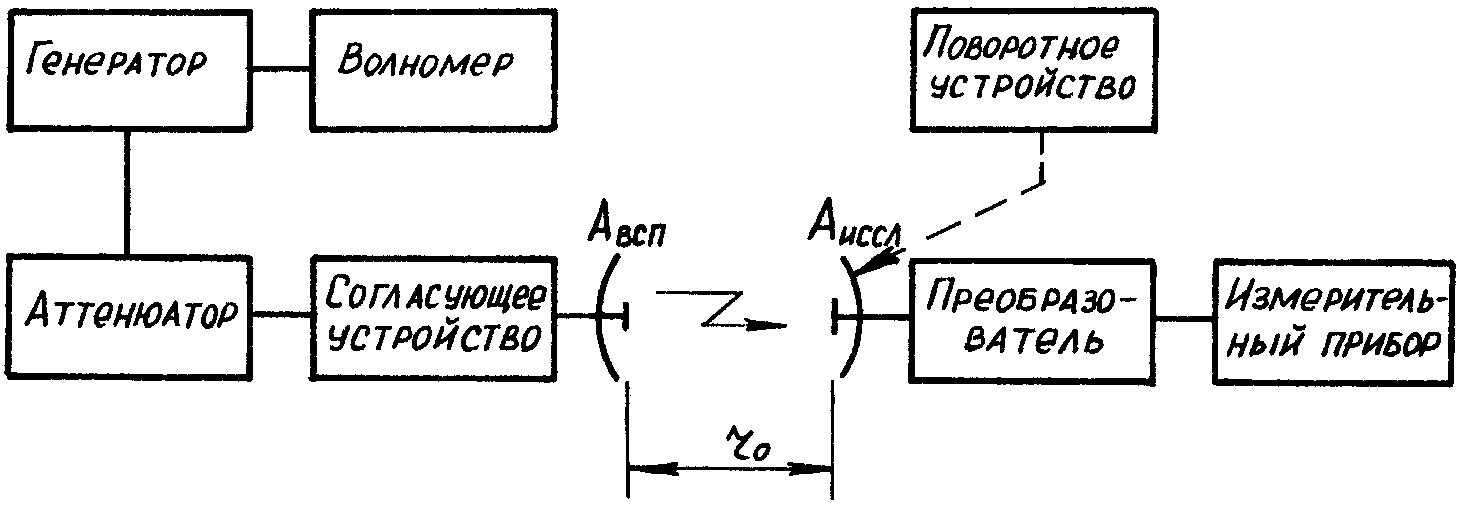 Генератор
Волномер
Поворотное
устройство
Aвсп
Aиссл
Аттенюатор
Согласующее
устройство
Преобразо-
ватель
Измеритель-
ный прибор
r₀